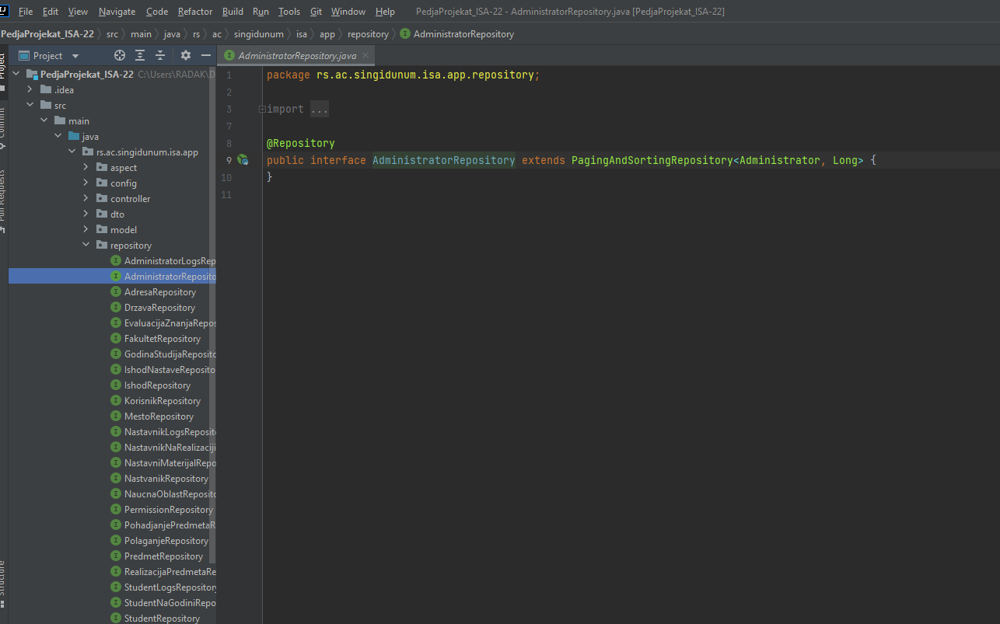 File Edit View Navigate Code Refactor Build Run Tools Git Window Help PedjaProjekat_ISA-22 - AdministratorRepository.java [PedjaProjekat_ISA-22]
PedjaProjekat_ISA-22 src main java rs ac singidunum isa app repository AdministratorRepository
Project
AdministratorRepository.java
Project
Commit
Pull Requests
Structure
PedjaProjekat_ISA-22 C:\Users\RADAK\D
.idea
src
main
java
rs.ac.singidunum.isa.app
aspect
config
controller
dto
model
repository
AdministratorLogsRep
AdministratorReposito
AdresaRepository
DrzavaRepository
EvaluacijaZnanjaRepos
FakultetRepository
GodinaStudijaReposito
IshodNastaveReposito
IshodRepository
KorisnikRepository
MestoRepository
NastavnikLogsReposito
NastavnikNaRealizaciji
NastavniMaterijalRepo
NastvanikRepository
NaucnaOblastReposito
PermissionRepository
PohadjanjePredmetaR
PolaganjeRepository
PredmetRepository
RealizacijaPredmetaRe
StudentLogsRepository
StudentNaGodiniRepo
StudentRepository
1 package rs.ac.singidunum.isa.app.repository;
2
3 import ...
7
8 @Repository
9 public interface AdministratorRepository extends PagingAndSortingRepository<Administrator, Long> {
10 }
11